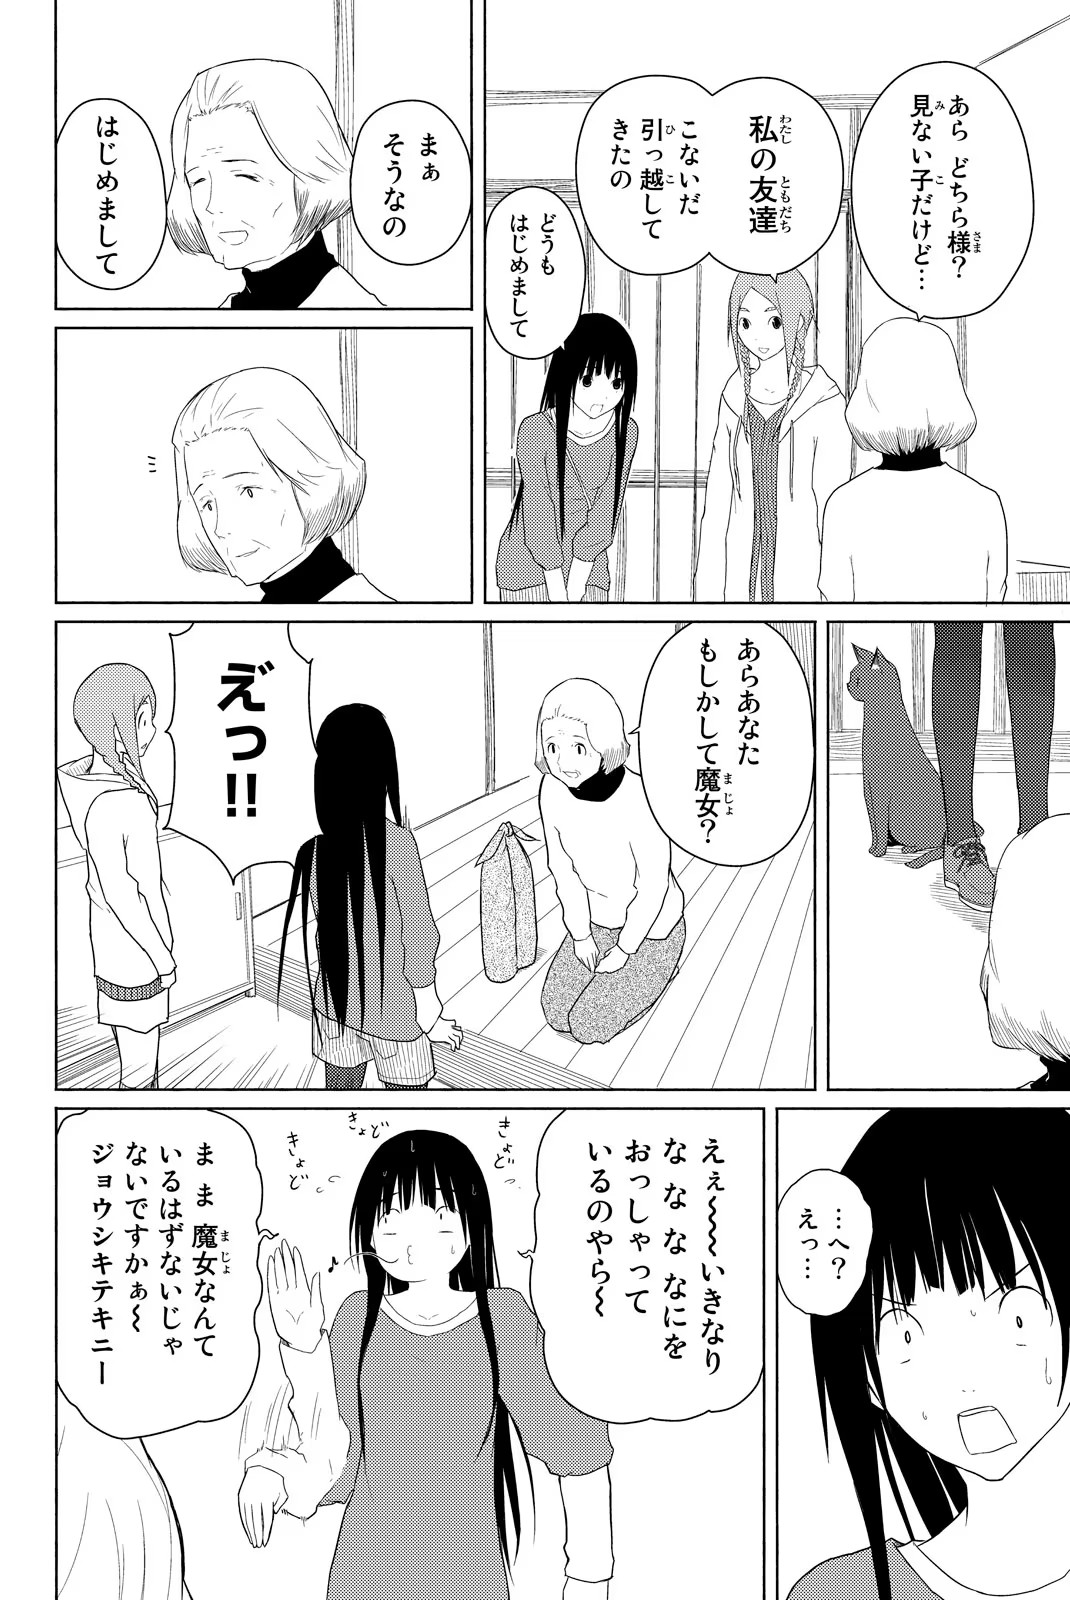 あら どちら様?
見ない子だけど…
私の友達
こないだ
引っ越して
きたの
どうも
はじめまして
まぁ
そうなの
はじめまして
あらあなた
もしかして魔女?
え゛っ!!
…へ?
えっ…
えぇ〜〜いきなり
な な な なにを
おっしゃって
いるのやら〜
きょど
きょど
きょど
ま ま 魔女なんて
いるはずないじゃ
ないですかぁ〜
ジョウシキテキニー